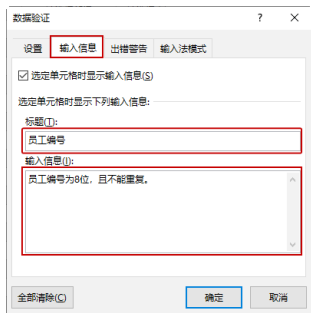 数据验证 ? ×
设置 输入信息 出错警告 输入法模式
选定单元格时显示输入信息(S)
选定单元格时显示下列输入信息:
标题(T):
员工编号
输入信息(I):
员工编号为8位，且不能重复。
全部清除(C) 确定 取消